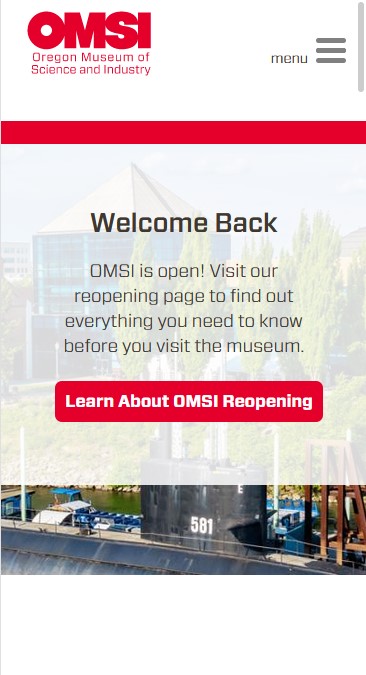 OMSI
Oregon Museum of
Science and Industry
menu
Welcome Back
OMSI is open! Visit our
reopening page to find out
everything you need to know
before you visit the museum.
Learn About OMSI Reopening
581